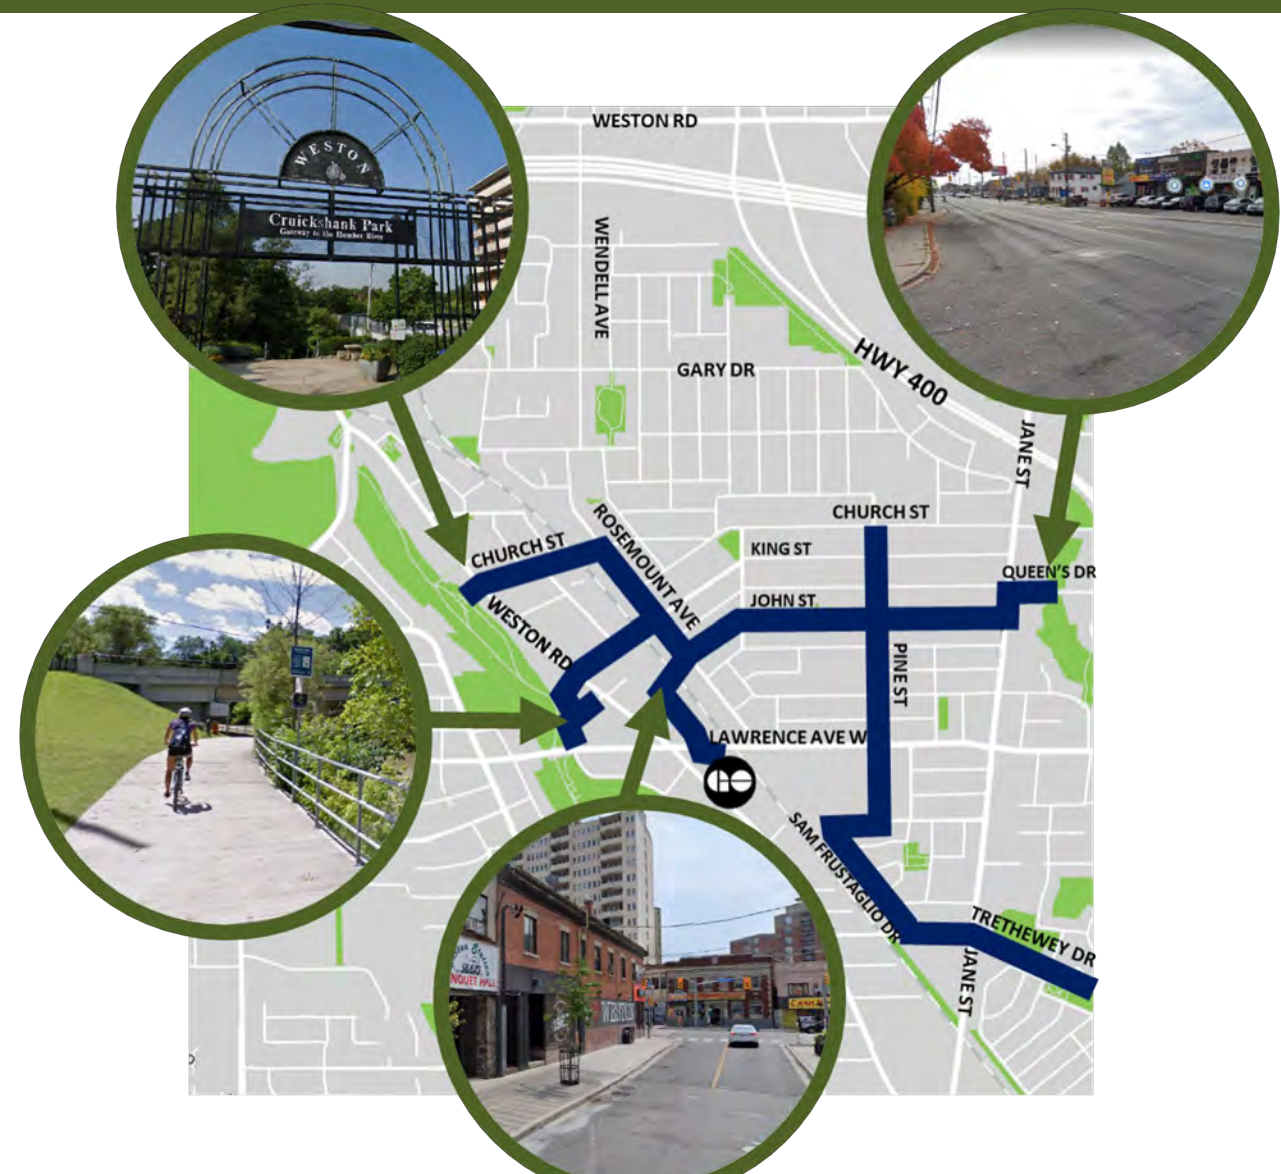 WESTON
Cruickshank Park
Gateway to the Humber River
WESTON RD
WENDELL AVE
GARY DR
HWY 400
JANE ST
CHURCH ST
ROSEMOUNT AVE
CHURCH ST
KING ST
QUEEN'S DR
JOHN ST
WESTON RD
PINE ST
LAWRENCE AVE W
GO
SAM FRUSTAGLIO DR
TRETHEWEY DR
JANE ST
WESTON